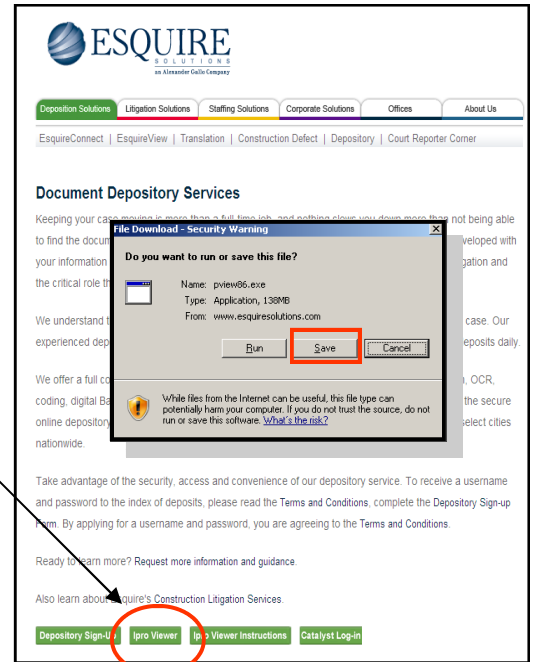 ESQUIRE
SOLUTIONS
an Alexander Gallo Company
Deposition Solutions Litigation Solutions Staffing Solutions Corporate Solutions Offices About Us
EsquireConnect | EsquireView | Translation | Construction Defect | Depository | Court Reporter Corner
Document Depository Services
Keeping your case moving is more than a full time job, and nothing slows you down more than not being able
to find the docum veloped with
your information gation and
the critical role th
We understand t case. Our
experienced dep eposits daily.
We offer a full co , OCR,
coding, digital Ba the secure
online depository select cities
nationwide.
File Download - Security Warning
Do you want to run or save this file?
Name: pview86.exe
Type: Application, 138MB
From: www.esquiresolutions.com
Run Save Cancel
While files from the Internet can be useful, this file type can
potentially harm your computer. If you do not trust the source, do not
run or save this software. What's the risk?
Take advantage of the security, access and convenience of our depository service. To receive a username
and password to the index of deposits, please read the Terms and Conditions, complete the Depository Sign-up
Form. By applying for a username and password, you are agreeing to the Terms and Conditions.
Ready to learn more? Request more information and guidance.
Also learn about Esquire's Construction Litigation Services.
Depository Sign-Up Ipro Viewer Ipro Viewer Instructions Catalyst Log-in